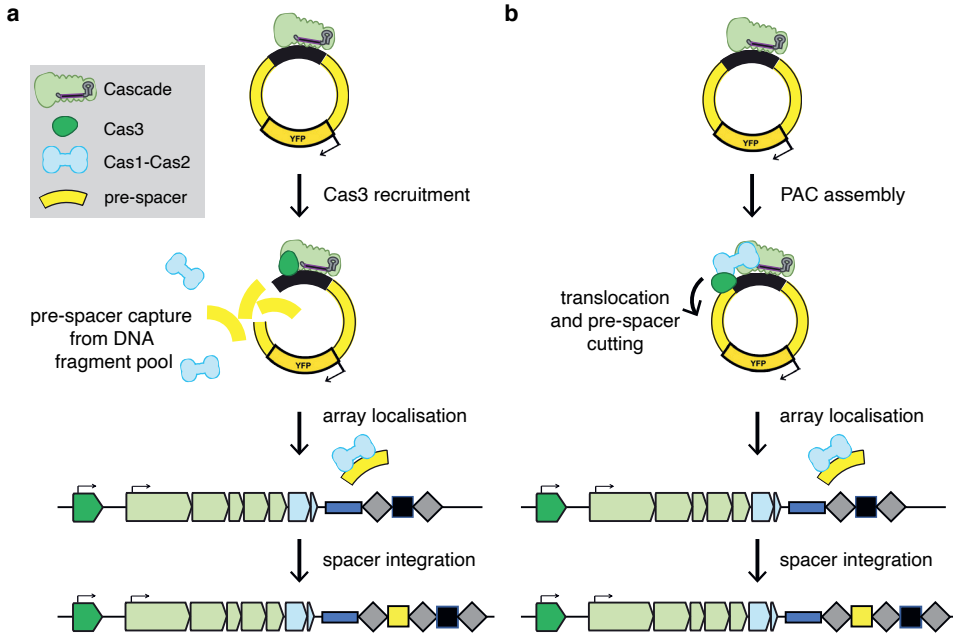 a
Cascade
Cas3
Cas1-Cas2
pre-spacer
YFP
Cas3 recruitment
pre-spacer capture
from DNA
fragment pool
YFP
array localisation
spacer integration
b
YFP
PAC assembly
translocation
and pre-spacer
cutting
YFP
array localisation
spacer integration